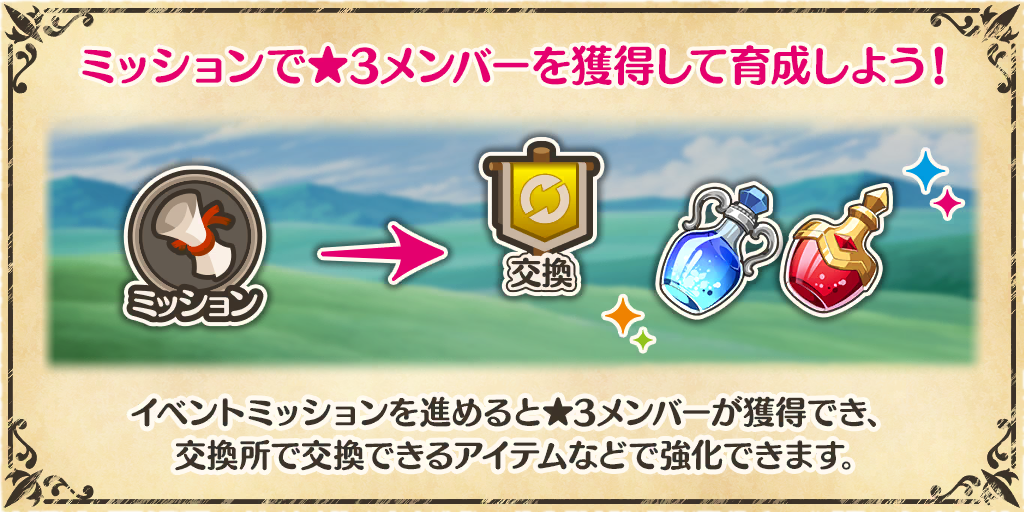 ミッションで★3メンバーを獲得して育成しよう!
ミッション
交換
イベントミッションを進めると★3メンバーが獲得でき、
交換所で交換できるアイテムなどで強化できます。